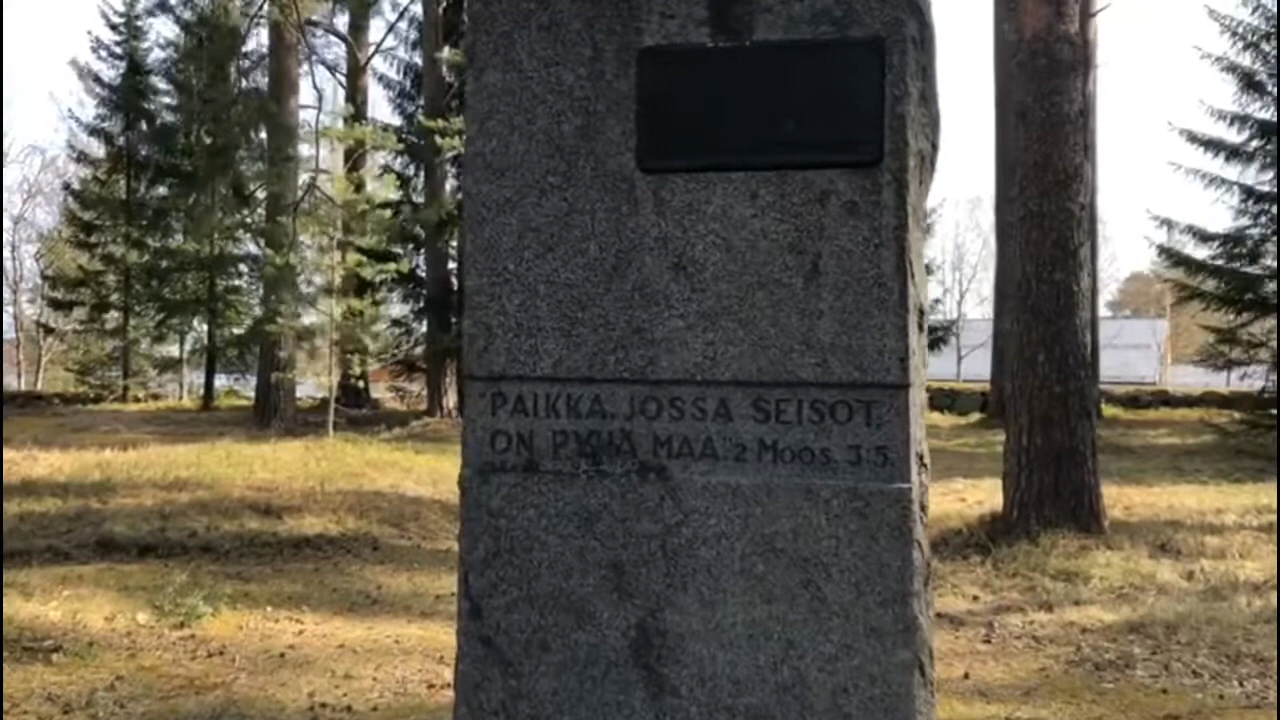 "PAIKKA, JOSSA SEISOT,
ON PYHÄ MAA." 2 Moos. 3:5.